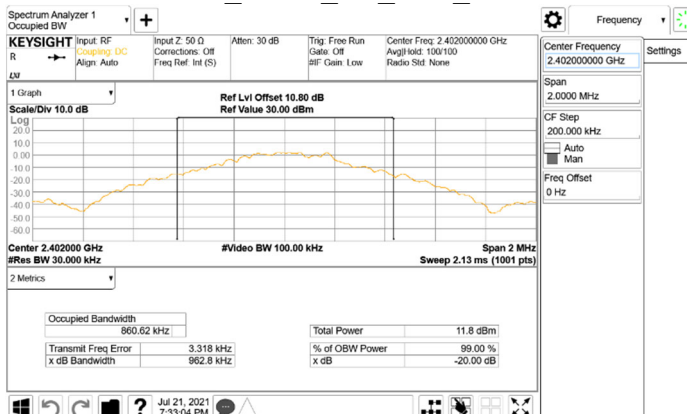 Spectrum Analyzer 1
Occupied BW
Frequency
KEYSIGHT
R
LXI
Input: RF
Coupling: DC
Align: Auto
Input Z: 50 Ω
Corrections: Off
Freq Ref: Int (S)
Atten: 30 dB
Trig: Free Run
Gate: Off
#IF Gain: Low
Center Freq: 2.402000000 GHz
Avg|Hold: 100/100
Radio Std: None
Center Frequency
2.402000000 GHz
Settings
Span
2.0000 MHz
CF Step
200.000 kHz
Auto
Man
Freq Offset
0 Hz
1 Graph
Scale/Div 10.0 dB
Ref Lvl Offset 10.80 dB
Ref Value 30.00 dBm
Log
20.0
10.0
0.00
-10.0
-20.0
-30.0
-40.0
-50.0
-60.0
Center 2.402000 GHz
#Res BW 30.000 kHz
#Video BW 100.00 kHz
Span 2 MHz
Sweep 2.13 ms (1001 pts)
2 Metrics
Occupied Bandwidth
860.62 kHz
Total Power 11.8 dBm
Transmit Freq Error 3.318 kHz
% of OBW Power 99.00 %
x dB Bandwidth 962.8 kHz
x dB -20.00 dB
Jul 21, 2021
7:33:04 PM